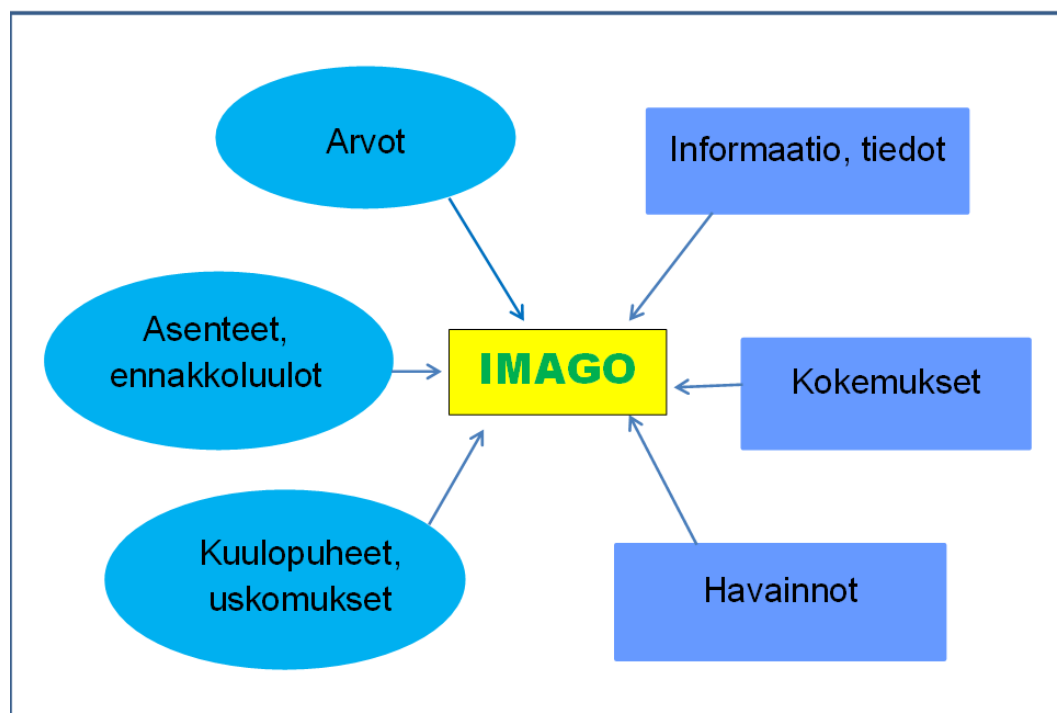 Arvot
Informaatio, tiedot
Asenteet,
ennakkoluulot
IMAGO
Kokemukset
Kuulopuheet,
uskomukset
Havainnot